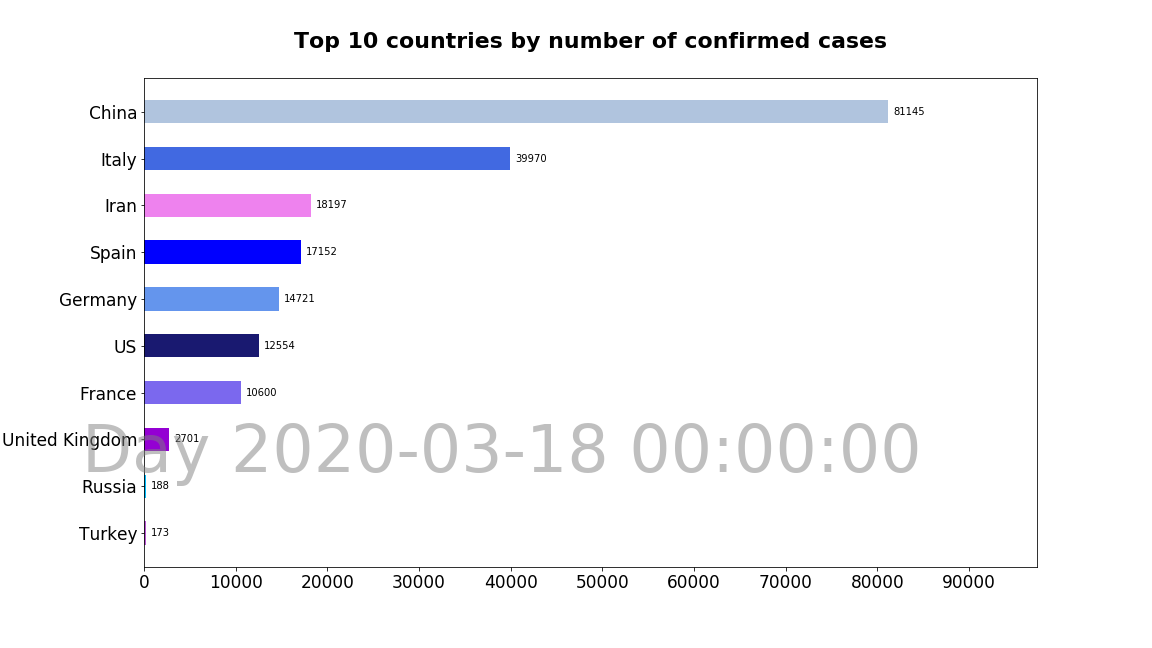 Top 10 countries by number of confirmed cases
China 81145
Italy 39970
Iran 18197
Spain 17152
Germany 14721
US 12554
France 10600
United Kingdom 2701
Day 2020-03-18 00:00:00
Russia 188
Turkey 173
0 10000 20000 30000 40000 50000 60000 70000 80000 90000